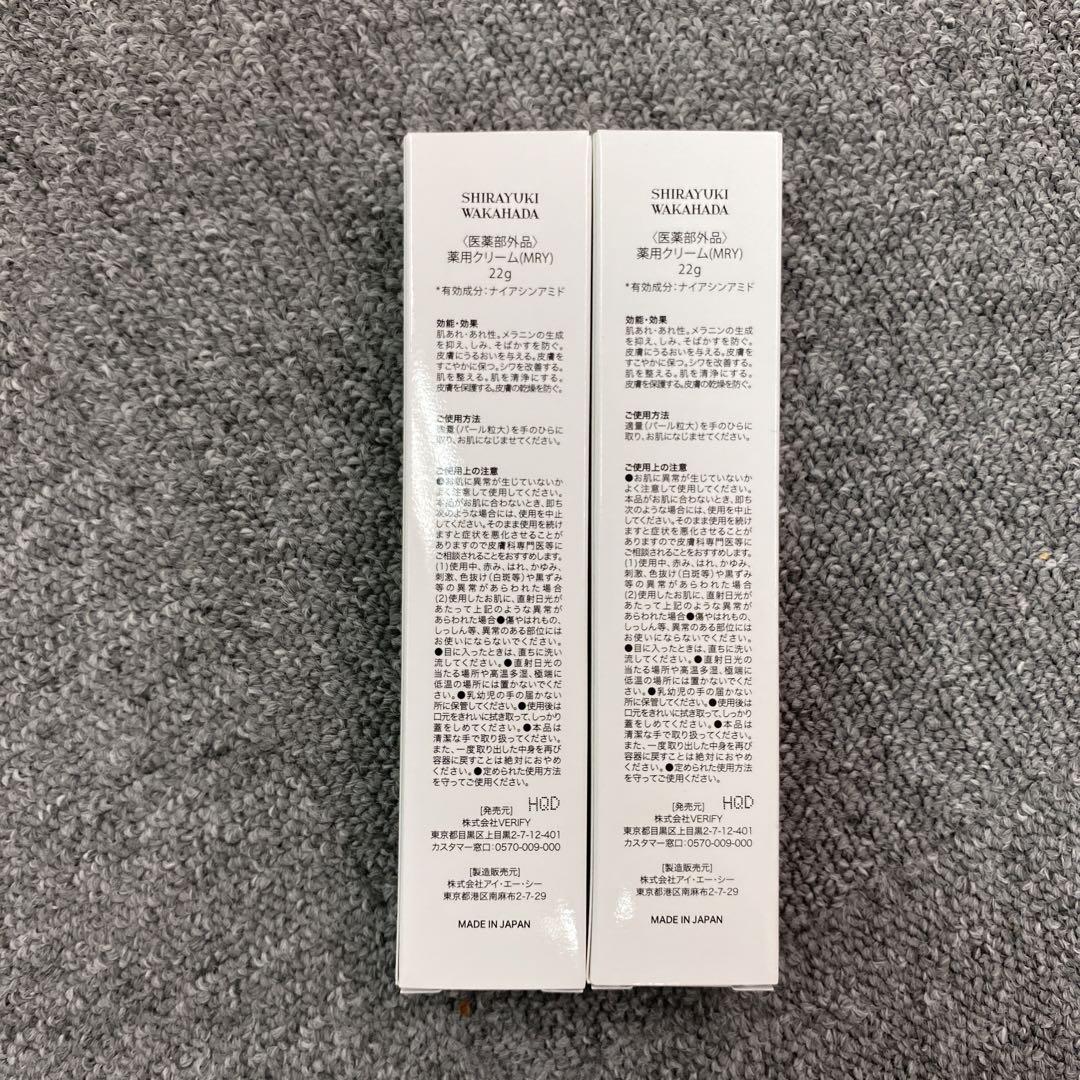 SHIRAYUKI
WAKAHADA
〈医薬部外品〉
薬用クリーム(MRY)
22g
*有効成分：ナイアシンアミド
効能・効果
肌あれ・あれ性。メラニンの生成
を抑え、しみ、そばかすを防ぐ。
皮膚にうるおいを与える。皮膚を
すこやかに保つ。シワを改善する。
肌を整える。肌を清浄にする。
皮膚を保護する。皮膚の乾燥を防ぐ。
ご使用方法
適量（パール粒大）を手のひらに
取り、お肌になじませてください。
ご使用上の注意
●お肌に異常が生じていないか
よく注意して使用してください。
本品がお肌に合わないとき、即ち
次のような場合には、使用を中止
してください。そのまま使用を続け
ますと症状を悪化させることが
ありますので皮膚科専門医等に
ご相談されることをおすすめします。
(1)使用中、赤み、はれ、かゆみ、
刺激、色抜け(白斑等)や黒ずみ
等の異常があらわれた場合
(2)使用したお肌に、直射日光が
あたって上記のような異常が
あらわれた場合●傷やはれもの、
しっしん等、異常のある部位には
お使いにならないでください。
●目に入ったときは、直ちに洗い
流してください。●直射日光の
当たる場所や高温多湿、極端に
低温の場所には置かないでくだ
さい。●乳幼児の手の届かない
所に保管してください。●使用後は
口元をきれいに拭き取って、しっかり
蓋をしめてください。●本品は
清潔な手で取り扱ってください。
また、一度取り出した中身を再び
容器に戻すことは絶対におやめ
ください。●定められた使用方法
を守ってご使用ください。
[発売元] HQD
株式会社VERIFY
東京都目黒区上目黒2-7-12-401
カスタマー窓口：0570-009-000
[製造販売元]
株式会社アイ・エー・シー
東京都港区南麻布2-7-29
MADE IN JAPAN
SHIRAYUKI
WAKAHADA
〈医薬部外品〉
薬用クリーム(MRY)
22g
*有効成分：ナイアシンアミド
効能・効果
肌あれ・あれ性。メラニンの生成
を抑え、しみ、そばかすを防ぐ。
皮膚にうるおいを与える。皮膚を
すこやかに保つ。シワを改善する。
肌を整える。肌を清浄にする。
皮膚を保護する。皮膚の乾燥を防ぐ。
ご使用方法
適量（パール粒大）を手のひらに
取り、お肌になじませてください。
ご使用上の注意
●お肌に異常が生じていないか
よく注意して使用してください。
本品がお肌に合わないとき、即ち
次のような場合には、使用を中止
してください。そのまま使用を続け
ますと症状を悪化させることが
ありますので皮膚科専門医等に
ご相談されることをおすすめします。
(1)使用中、赤み、はれ、かゆみ、
刺激、色抜け(白斑等)や黒ずみ
等の異常があらわれた場合
(2)使用したお肌に、直射日光が
あたって上記のような異常が
あらわれた場合●傷やはれもの、
しっしん等、異常のある部位には
お使いにならないでください。
●目に入ったときは、直ちに洗い
流してください。●直射日光の
当たる場所や高温多湿、極端に
低温の場所には置かないでくだ
さい。●乳幼児の手の届かない
所に保管してください。●使用後は
口元をきれいに拭き取って、しっかり
蓋をしめてください。●本品は
清潔な手で取り扱ってください。
また、一度取り出した中身を再び
容器に戻すことは絶対におやめ
ください。●定められた使用方法
を守ってご使用ください。
[発売元] HQD
株式会社VERIFY
東京都目黒区上目黒2-7-12-401
カスタマー窓口：0570-009-000
[製造販売元]
株式会社アイ・エー・シー
東京都港区南麻布2-7-29
MADE IN JAPAN